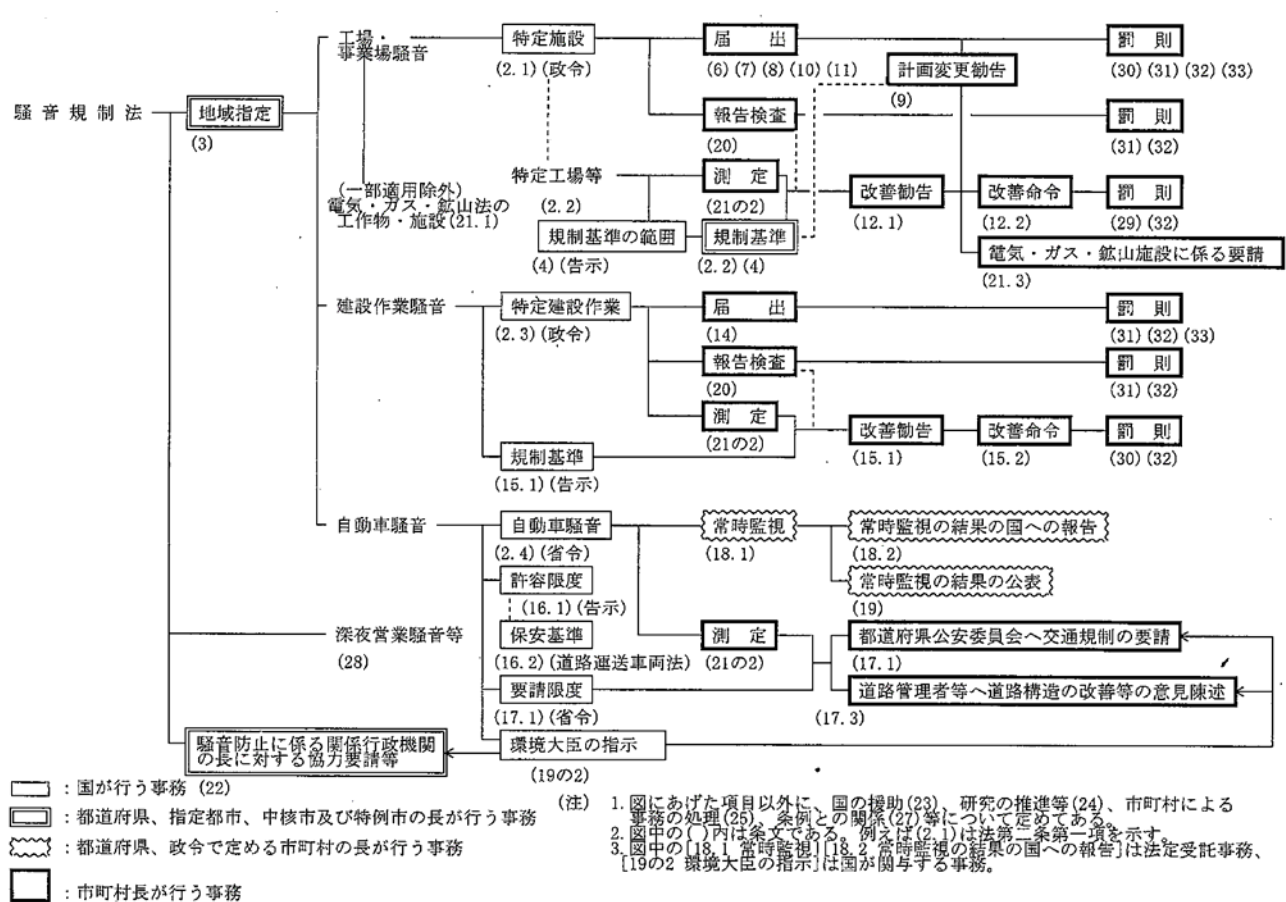 騒音規制法
地域指定
(3)
工場・
事業場騒音
特定施設
(2.1)(政令)
届 出
(6)(7)(8)(10)(11)
計画変更勧告
(9)
罰 則
(30)(31)(32)(33)
報告検査
(20)
罰 則
(31)(32)
(一部適用除外)
電気・ガス・鉱山法の
工作物・施設(21.1)
特定工場等
(2.2)
測 定
(21の2)
改善勧告
(12.1)
改善命令
(12.2)
罰 則
(29)(32)
規制基準の範囲
(4)(告示)
規制基準
(2.2)(4)
電気・ガス・鉱山施設に係る要請
(21.3)
建設作業騒音
特定建設作業
(2.3)(政令)
届 出
(14)
罰 則
(31)(32)(33)
報告検査
(20)
罰 則
(31)(32)
測 定
(21の2)
改善勧告
(15.1)
改善命令
(15.2)
罰 則
(30)(32)
規制基準
(15.1)(告示)
自動車騒音
自動車騒音
(2.4)(省令)
常時監視
(18.1)
常時監視の結果の国への報告
(18.2)
常時監視の結果の公表
(19)
許容限度
(16.1)(告示)
深夜営業騒音等
(28)
保安基準
(16.2)(道路運送車両法)
測 定
(21の2)
都道府県公安委員会へ交通規制の要請
(17.1)
要請限度
(17.1)(省令)
道路管理者等へ道路構造の改善等の意見陳述
(17.3)
騒音防止に係る関係行政機関
の長に対する協力要請等
環境大臣の指示
(19の2)
:国が行う事務 (22)
:都道府県、指定都市、中核市及び特例市の長が行う事務
:都道府県、政令で定める市町村の長が行う事務
:市町村長が行う事務
(注) 1. 図にあげた項目以外に、国の援助(23)、研究の推進等(24)、市町村による
事務の処理(25)、条例との関係(27)等について定めてある。
2. 図中の( )内は条文である。例えば(2,1)は法第二条第一項を示す。
3. 図中の[18.1 常時監視][18.2 常時監視の結果の国への報告]は法定受託事務、
[19の2 環境大臣の指示]は国が関与する事務。